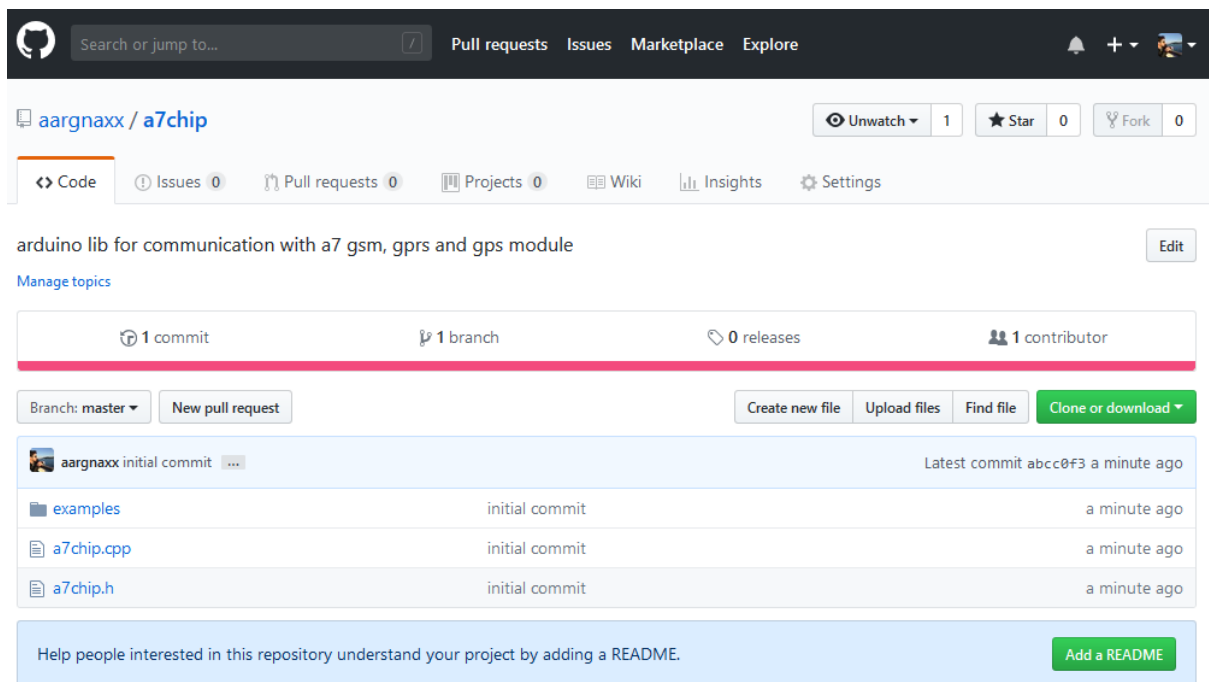 Search or jump to... / Pull requests Issues Marketplace Explore
aargnaxx / a7chip Unwatch 1 Star 0 Fork 0
Code Issues 0 Pull requests 0 Projects 0 Wiki Insights Settings
arduino lib for communication with a7 gsm, gprs and gps module Edit
Manage topics
1 commit 1 branch 0 releases 1 contributor
Branch: master New pull request Create new file Upload files Find file Clone or download
aargnaxx initial commit ... Latest commit abcc0f3 a minute ago
examples initial commit a minute ago
a7chip.cpp initial commit a minute ago
a7chip.h initial commit a minute ago
Help people interested in this repository understand your project by adding a README. Add a README